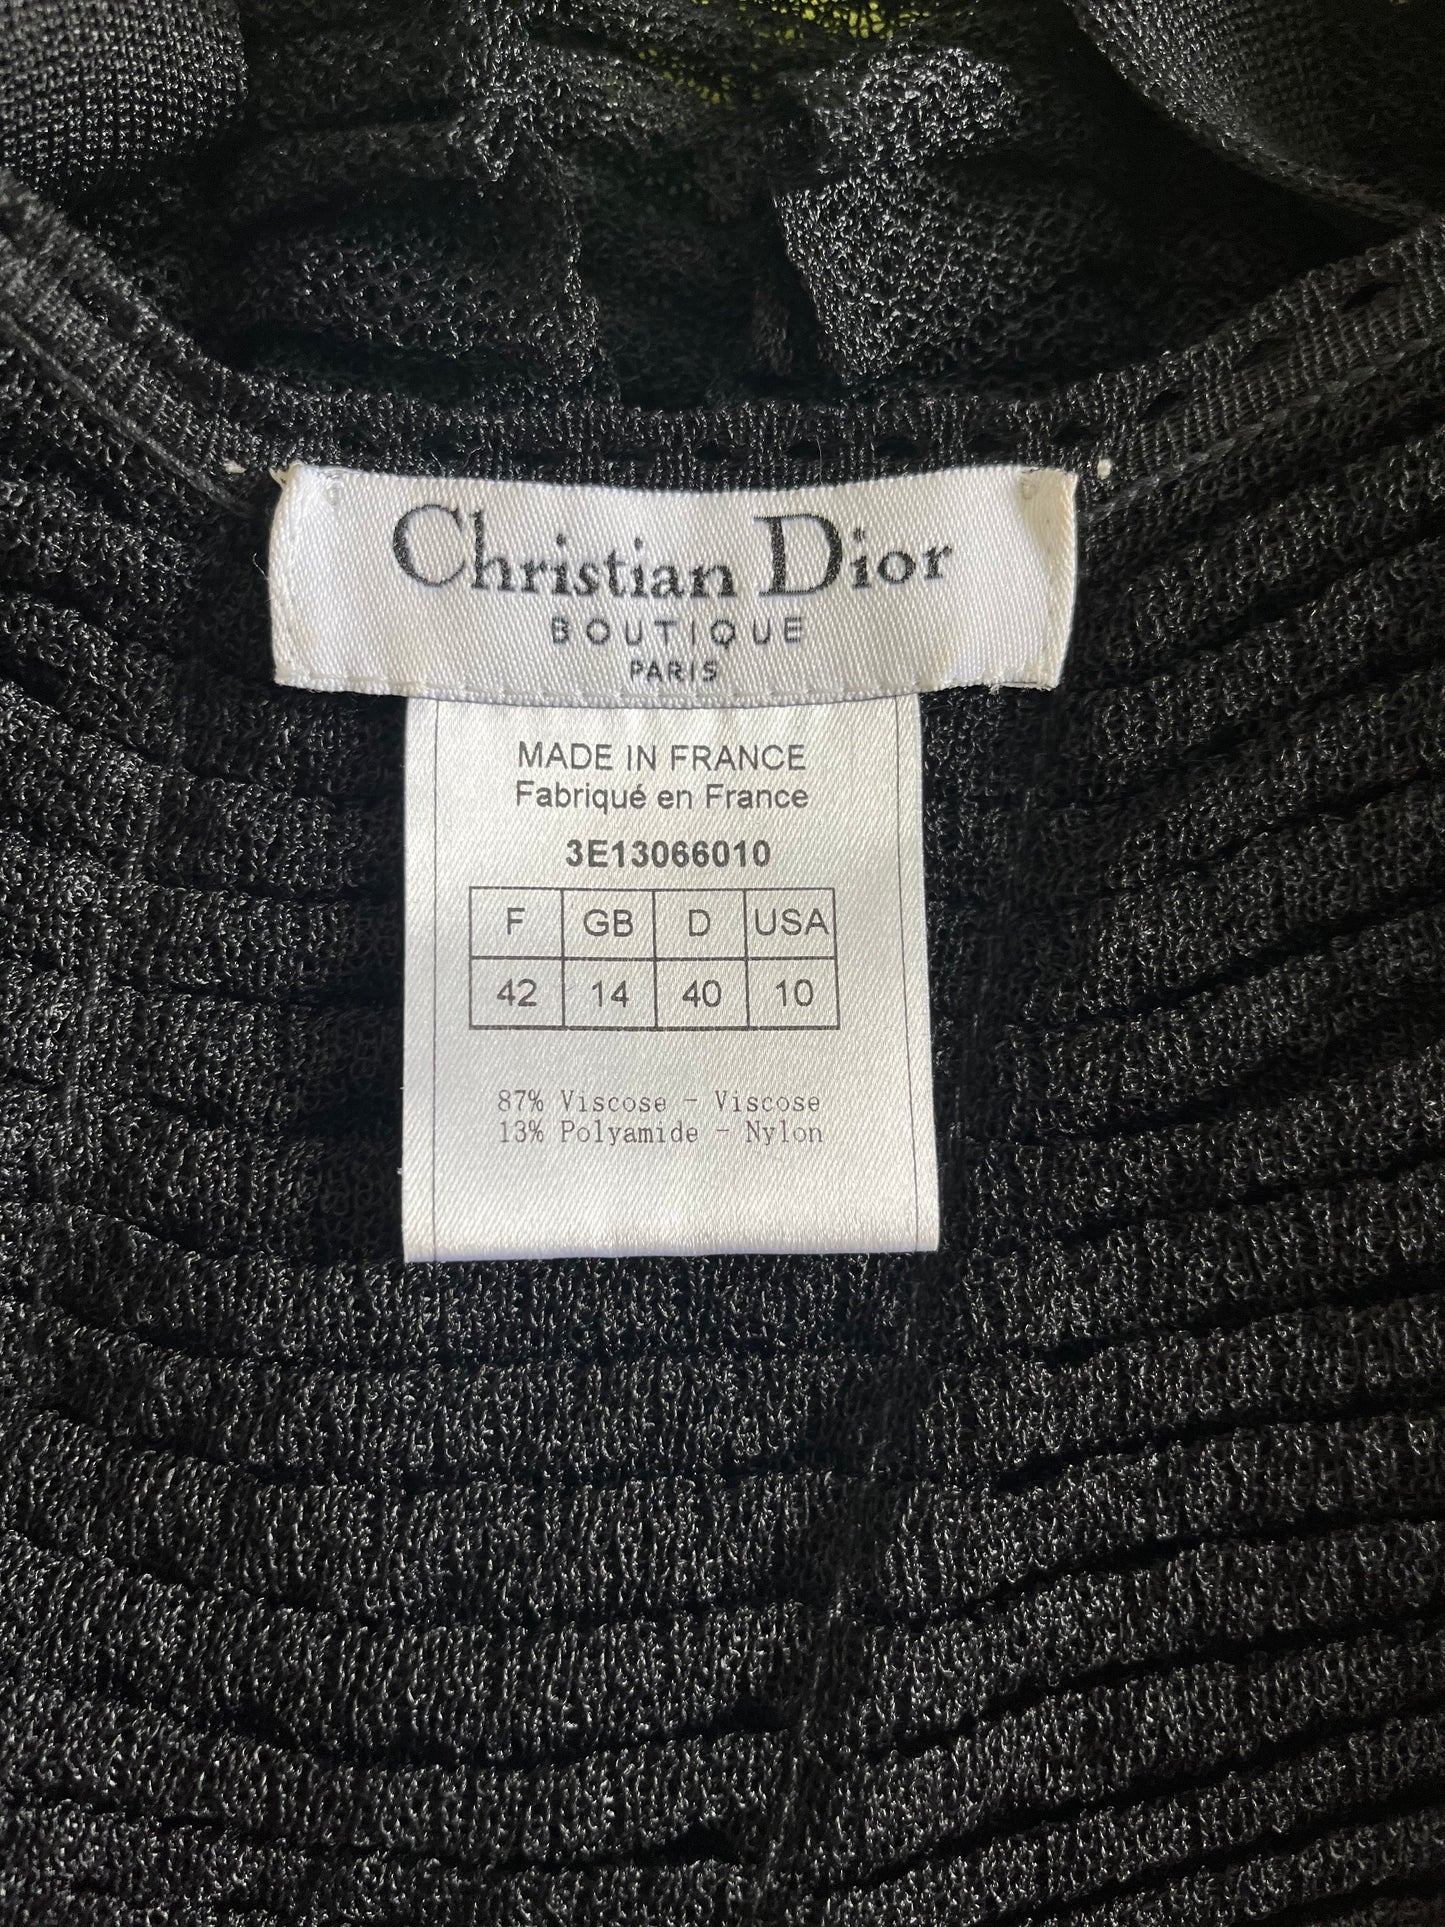 Christian Dior
BOUTIQUE
PARIS
MADE IN FRANCE
Fabriqué en France
3E13066010
F GB D USA
42 14 40 10
87% Viscose - Viscose
13% Polyamide - Nylon